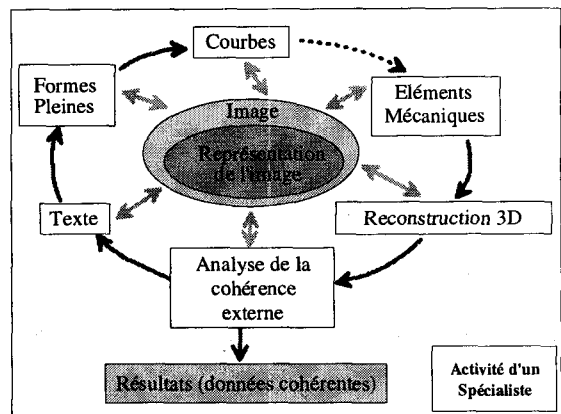 Courbes
Formes
Pleines
Eléments
Mécaniques
Image
Représentation
de l'image
Texte
Reconstruction 3D
Analyse de la
cohérence
externe
Résultats (données cohérentes)
Activité d'un
Spécialiste